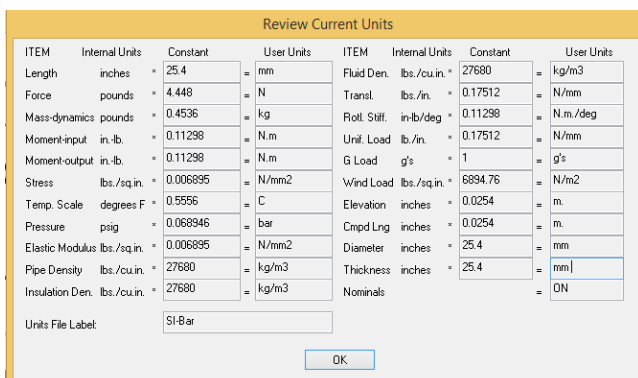 Review Current Units
ITEM Internal Units Constant User Units ITEM Internal Units Constant User Units
Length inches * 25.4 = mm Fluid Den. lbs./cu.in. * 27680 = kg/m3
Force pounds * 4.448 = N Transl. lbs./in. * 0.17512 = N/mm
Mass-dynamics pounds * 0.4536 = kg Rotl. Stiff. in-lb/deg * 0.11298 = N.m./deg
Moment-input in.-lb. * 0.11298 = N.m Unif. Load lb./in. * 0.17512 = N/mm
Moment-output in.-lb. * 0.11298 = N.m G Load g's * 1 = g's
Stress lbs./sq.in. * 0.006895 = N/mm2 Wind Load lbs./sq.in. * 6894.76 = N/m2
Temp. Scale degrees F * 0.5556 = C Elevation inches * 0.0254 = m.
Pressure psig * 0.068946 = bar Cmpd Lng inches * 0.0254 = m.
Elastic Modulus lbs./sq.in. * 0.006895 = N/mm2 Diameter inches * 25.4 = mm
Pipe Density lbs./cu.in. * 27680 = kg/m3 Thickness inches * 25.4 = mm
Insulation Den. lbs./cu.in. * 27680 = kg/m3 Nominals = ON
Units File Label: SI-Bar
OK